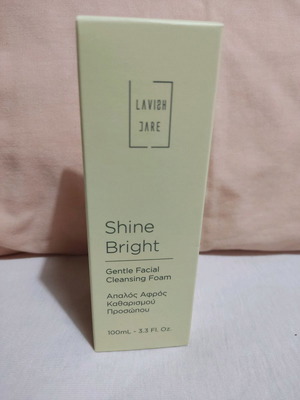 LAVISH
CARE
Shine
Bright
Gentle Facial
Cleansing Foam
Απαλός Αφρός
Καθαρισμού
Προσώπου
100mL - 3.3 Fl. Oz.